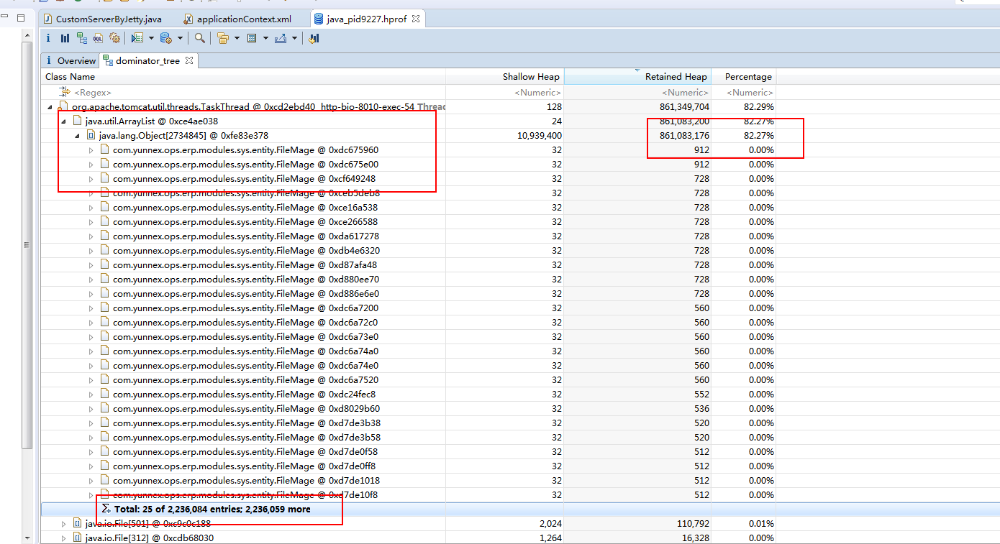 CustomServerByJetty.java applicationContext.xml java_pid9227.hprof
i OQL
i Overview dominator_tree
Class Name Shallow Heap Retained Heap Percentage
<Regex> <Numeric> <Numeric> <Numeric>
org.apache.tomcat.util.threads.TaskThread @ 0xcd2ebd40 http-bio-8010-exec-54 Thread 128 861,349,704 82.29%
java.util.ArrayList @ 0xce4ae038 24 861,083,200 82.27%
java.lang.Object[2734845] @ 0xfe83e378 10,939,400 861,083,176 82.27%
com.yunnex.ops.erp.modules.sys.entity.FileMage @ 0xdc675960 32 912 0.00%
com.yunnex.ops.erp.modules.sys.entity.FileMage @ 0xdc675e00 32 912 0.00%
com.yunnex.ops.erp.modules.sys.entity.FileMage @ 0xcf649248 32 728 0.00%
com.yunnex.ops.erp.modules.sys.entity.FileMage @ 0xceb5deb8 32 728 0.00%
com.yunnex.ops.erp.modules.sys.entity.FileMage @ 0xce16a538 32 728 0.00%
com.yunnex.ops.erp.modules.sys.entity.FileMage @ 0xce266588 32 728 0.00%
com.yunnex.ops.erp.modules.sys.entity.FileMage @ 0xda617278 32 728 0.00%
com.yunnex.ops.erp.modules.sys.entity.FileMage @ 0xdb4e6320 32 728 0.00%
com.yunnex.ops.erp.modules.sys.entity.FileMage @ 0xd87afa48 32 728 0.00%
com.yunnex.ops.erp.modules.sys.entity.FileMage @ 0xd880ee70 32 728 0.00%
com.yunnex.ops.erp.modules.sys.entity.FileMage @ 0xd886e6e0 32 728 0.00%
com.yunnex.ops.erp.modules.sys.entity.FileMage @ 0xdc6a7200 32 560 0.00%
com.yunnex.ops.erp.modules.sys.entity.FileMage @ 0xdc6a72c0 32 560 0.00%
com.yunnex.ops.erp.modules.sys.entity.FileMage @ 0xdc6a73e0 32 560 0.00%
com.yunnex.ops.erp.modules.sys.entity.FileMage @ 0xdc6a74a0 32 560 0.00%
com.yunnex.ops.erp.modules.sys.entity.FileMage @ 0xdc6a74e0 32 560 0.00%
com.yunnex.ops.erp.modules.sys.entity.FileMage @ 0xdc6a7520 32 560 0.00%
com.yunnex.ops.erp.modules.sys.entity.FileMage @ 0xdc24fec8 32 552 0.00%
com.yunnex.ops.erp.modules.sys.entity.FileMage @ 0xd8029b60 32 536 0.00%
com.yunnex.ops.erp.modules.sys.entity.FileMage @ 0xd7de3b38 32 520 0.00%
com.yunnex.ops.erp.modules.sys.entity.FileMage @ 0xd7de3b58 32 520 0.00%
com.yunnex.ops.erp.modules.sys.entity.FileMage @ 0xd7de0f58 32 512 0.00%
com.yunnex.ops.erp.modules.sys.entity.FileMage @ 0xd7de0ff8 32 512 0.00%
com.yunnex.ops.erp.modules.sys.entity.FileMage @ 0xd7de1018 32 512 0.00%
com.yunnex.ops.erp.modules.sys.entity.FileMage @ 0xd7de10f8 32 512 0.00%
Total: 25 of 2,236,084 entries; 2,236,059 more
java.io.File[501] @ 0xc9c0c188 2,024 110,792 0.01%
java.io.File[312] @ 0xcdb68030 1,264 16,328 0.00%